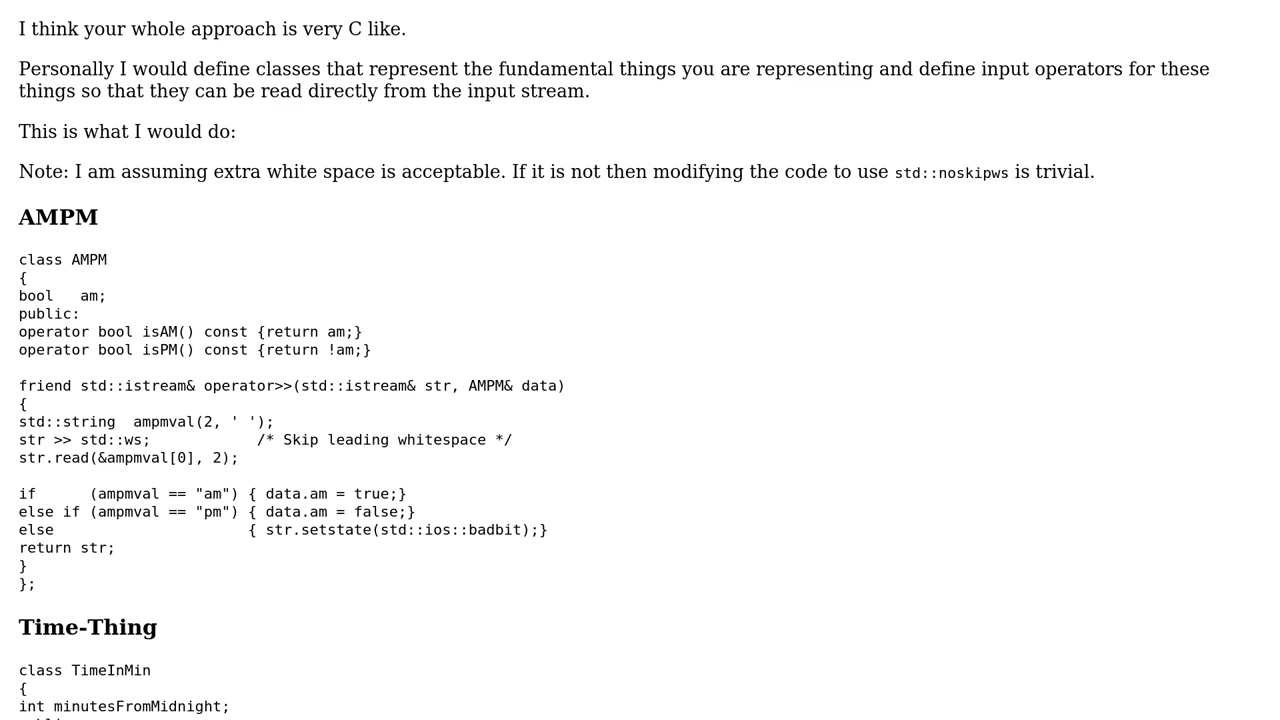 I think your whole approach is very C like.
Personally I would define classes that represent the fundamental things you are representing and define input operators for these
things so that they can be read directly from the input stream.
This is what I would do:
Note: I am assuming extra white space is acceptable. If it is not then modifying the code to use std::noskipws is trivial.
AMPM
class AMPM
{
bool   am;
public:
operator bool isAM() const {return am;}
operator bool isPM() const {return !am;}
friend std::istream& operator>>(std::istream& str, AMPM& data)
{
std::string  ampmval(2, ' ');
str >> std::ws;            /* Skip leading whitespace */
str.read(&ampmval[0], 2);
if      (ampmval == "am") { data.am = true;}
else if (ampmval == "pm") { data.am = false;}
else                      { str.setstate(std::ios::badbit);}
return str;
}
};
Time-Thing
class TimeInMin
{
int minutesFromMidnight;